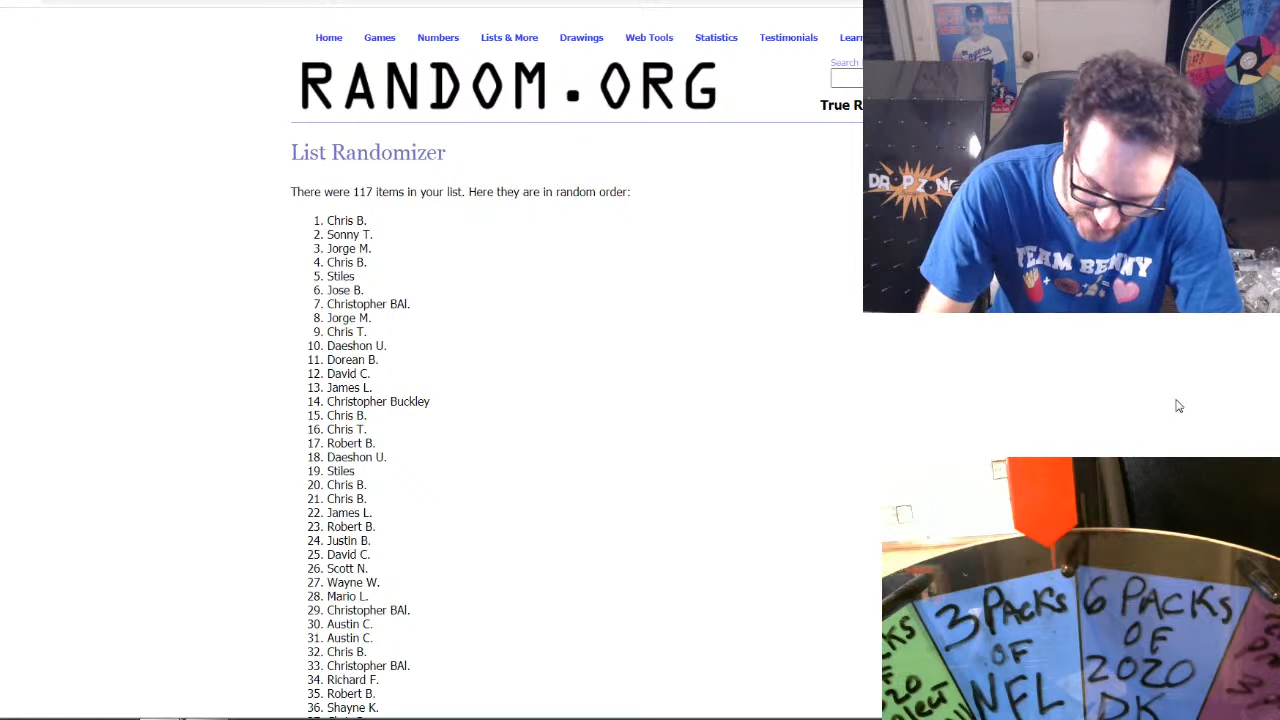 Home Games Numbers Lists & More Drawings Web Tools Statistics Testimonials Lear
Search
RANDOM.ORG
True R
List Randomizer
There were 117 items in your list. Here they are in random order:
1. Chris B.
2. Sonny T.
3. Jorge M.
4. Chris B.
5. Stiles
6. Jose B.
7. Christopher BAl.
8. Jorge M.
9. Chris T.
10. Daeshon U.
11. Dorean B.
12. David C.
13. James L.
14. Christopher Buckley
15. Chris B.
16. Chris T.
17. Robert B.
18. Daeshon U.
19. Stiles
20. Chris B.
21. Chris B.
22. James L.
23. Robert B.
24. Justin B.
25. David C.
26. Scott N.
27. Wayne W.
28. Mario L.
29. Christopher BAl.
30. Austin C.
31. Austin C.
32. Chris B.
33. Christopher BAl.
34. Richard F.
35. Robert B.
36. Shayne K.
DROP ZONE
TEAM BENNY
+ + =
3 PACKS
OF
NFL
6 PACKS
OF
2020
DK